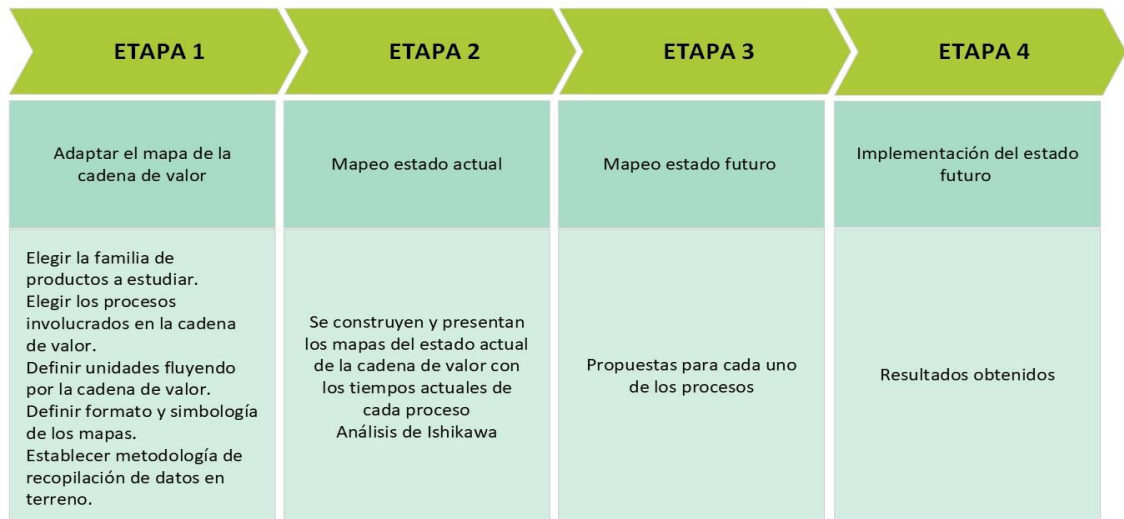 ETAPA 1
ETAPA 2
ETAPA 3
ETAPA 4
Adaptar el mapa de la
cadena de valor
Mapeo estado actual
Mapeo estado futuro
Implementación del estado
futuro
Elegir la familia de
productos a estudiar.
Elegir los procesos
involucrados en la cadena
de valor.
Definir unidades fluyendo
por la cadena de valor.
Definir formato y simbología
de los mapas.
Establecer metodología de
recopilación de datos en
terreno.
Se construyen y presentan
los mapas del estado actual
de la cadena de valor con
los tiempos actuales de
cada proceso
Análisis de Ishikawa
Propuestas para cada uno
de los procesos
Resultados obtenidos